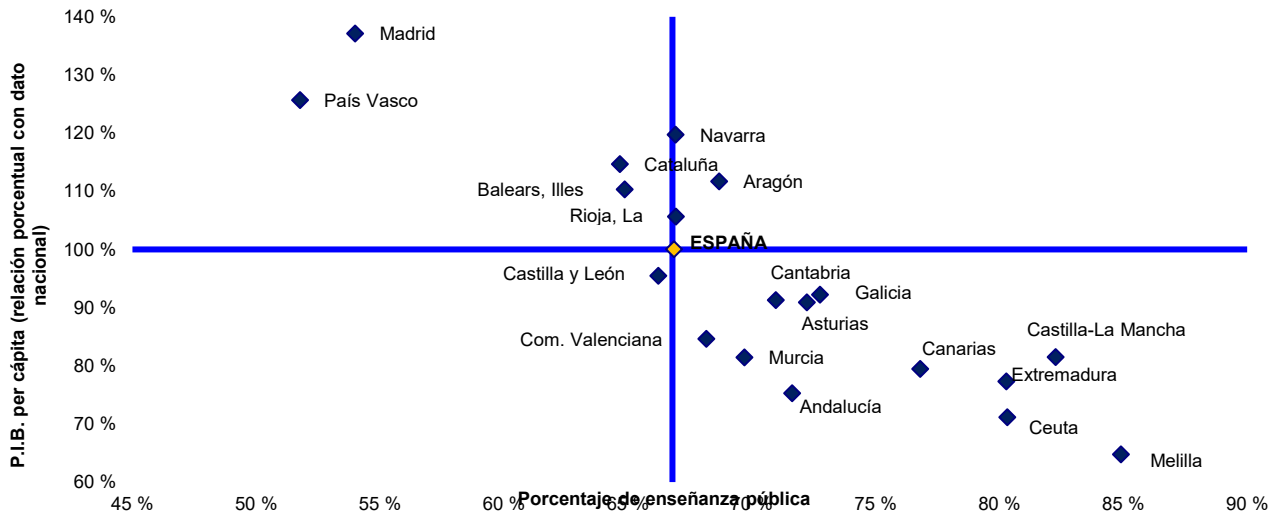 140 %
Madrid
130 %
País Vasco
120 %
Navarra
Cataluña
Aragón
110 %
Balears, Illes
Rioja, La
100 %
ESPAÑA
Castilla y León
Cantabria
Galicia
90 %
Asturias
Castilla-La Mancha
Com. Valenciana
Canarias
Murcia
80 %
Extremadura
Andalucía
70 %
Ceuta
Melilla
60 %
45 % 50 % 55 % 60 % 65 % 70 % 75 % 80 % 85 % 90 %
Porcentaje de enseñanza pública
P.I.B. per cápita (relación porcentual con dato
nacional)